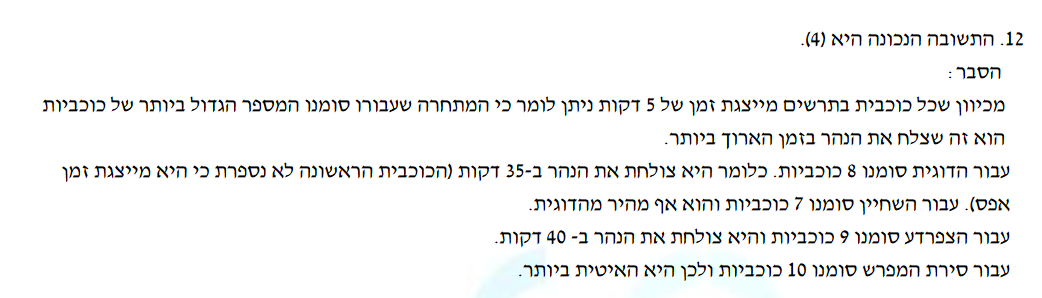 12. התשובה הנכונה היא (4).
הסבר:
מכיוון שכל כוכבית בתרשים מייצגת זמן של 5 דקות ניתן לומר כי המתחרה שעבורו סומנו המספר הגדול ביותר של כוכביות
הוא זה שצלח את הנהר בזמן הארוך ביותר.
עבור הדוגית סומנו 8 כוכביות. כלומר היא צולחת את הנהר ב-35 דקות (הכוכבית הראשונה לא נספרת כי היא מייצגת זמן
אפס). עבור השחיין סומנו 7 כוכביות והוא אף מהיר מהדוגית.
עבור הצפרדע סומנו 9 כוכביות והיא צולחת את הנהר ב- 40 דקות.
עבור סירת המפרש סומנו 10 כוכביות ולכן היא האיטית ביותר.